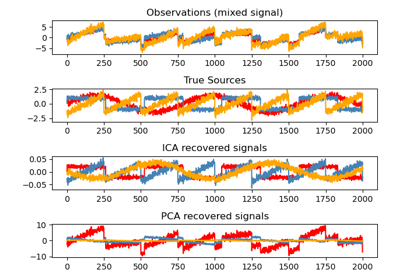 Observations (mixed signal)
5
0
−5
0 250 500 750 1000 1250 1500 1750 2000
True Sources
2.5
0.0
−2.5
0 250 500 750 1000 1250 1500 1750 2000
ICA recovered signals
0.05
0.00
−0.05
0 250 500 750 1000 1250 1500 1750 2000
PCA recovered signals
10
0
−10
0 250 500 750 1000 1250 1500 1750 2000